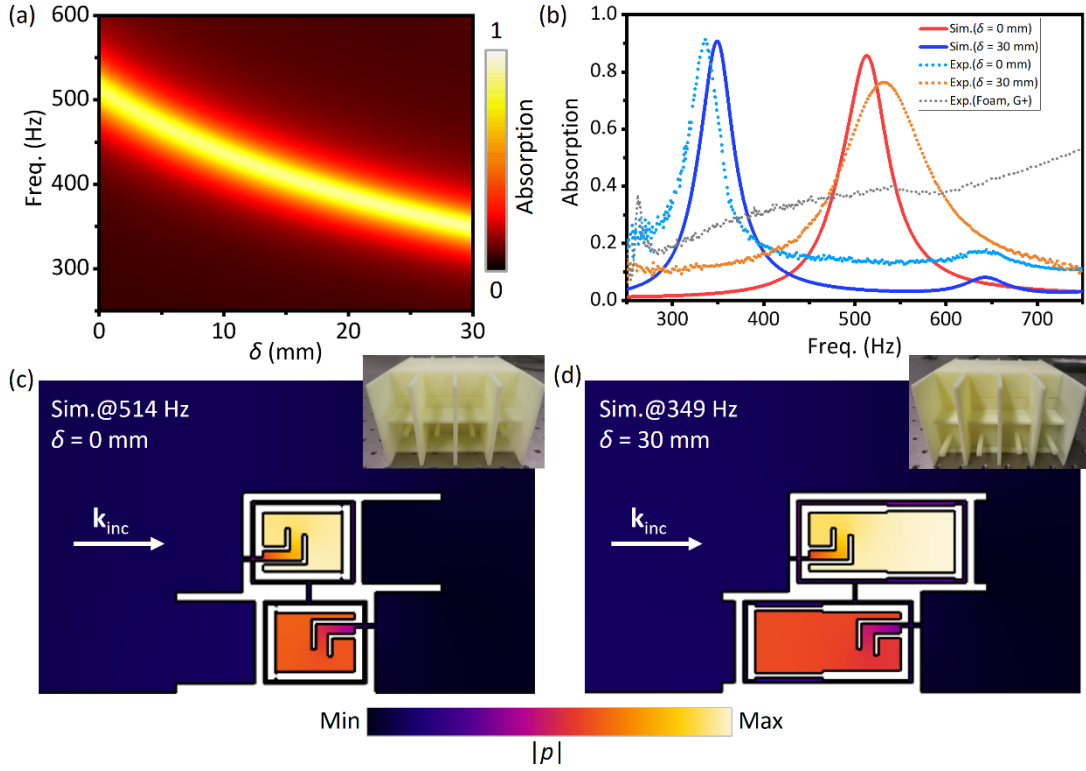 (a)
600
500
400
300
Freq. (Hz)
0
10
20
30
δ (mm)
1
0
Absorption
(b)
1.0
0.8
0.6
0.4
0.2
0.0
Absorption
300
400
500
600
700
Freq. (Hz)
Sim.(δ = 0 mm)
Sim.(δ = 30 mm)
Exp.(δ = 0 mm)
Exp.(δ = 30 mm)
Exp.(Foam, G+)
(c)
Sim.@514 Hz
δ = 0 mm
k inc
(d)
Sim.@349 Hz
δ = 30 mm
k inc
Min
Max
|p|